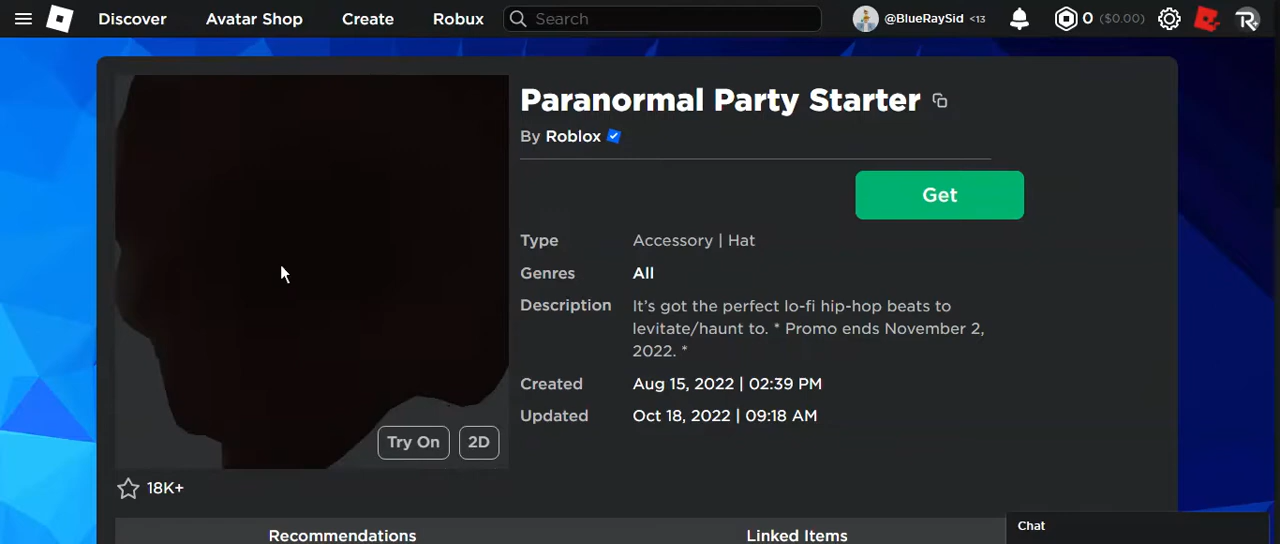 Discover Avatar Shop Create Robux Search @BlueRaySid <13 0 ($0.00)
Paranormal Party Starter
By Roblox
Get
Type Accessory | Hat
Genres All
Description It's got the perfect lo-fi hip-hop beats to
levitate/haunt to. * Promo ends November 2,
2022. *
Created Aug 15, 2022 | 02:39 PM
Updated Oct 18, 2022 | 09:18 AM
Try On 2D
18K+
Recommendations Linked Items
Chat